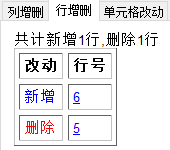 列增删 行增删 单元格改动
共计新增1行,删除1行
改动 行号
新增 6
删除 5